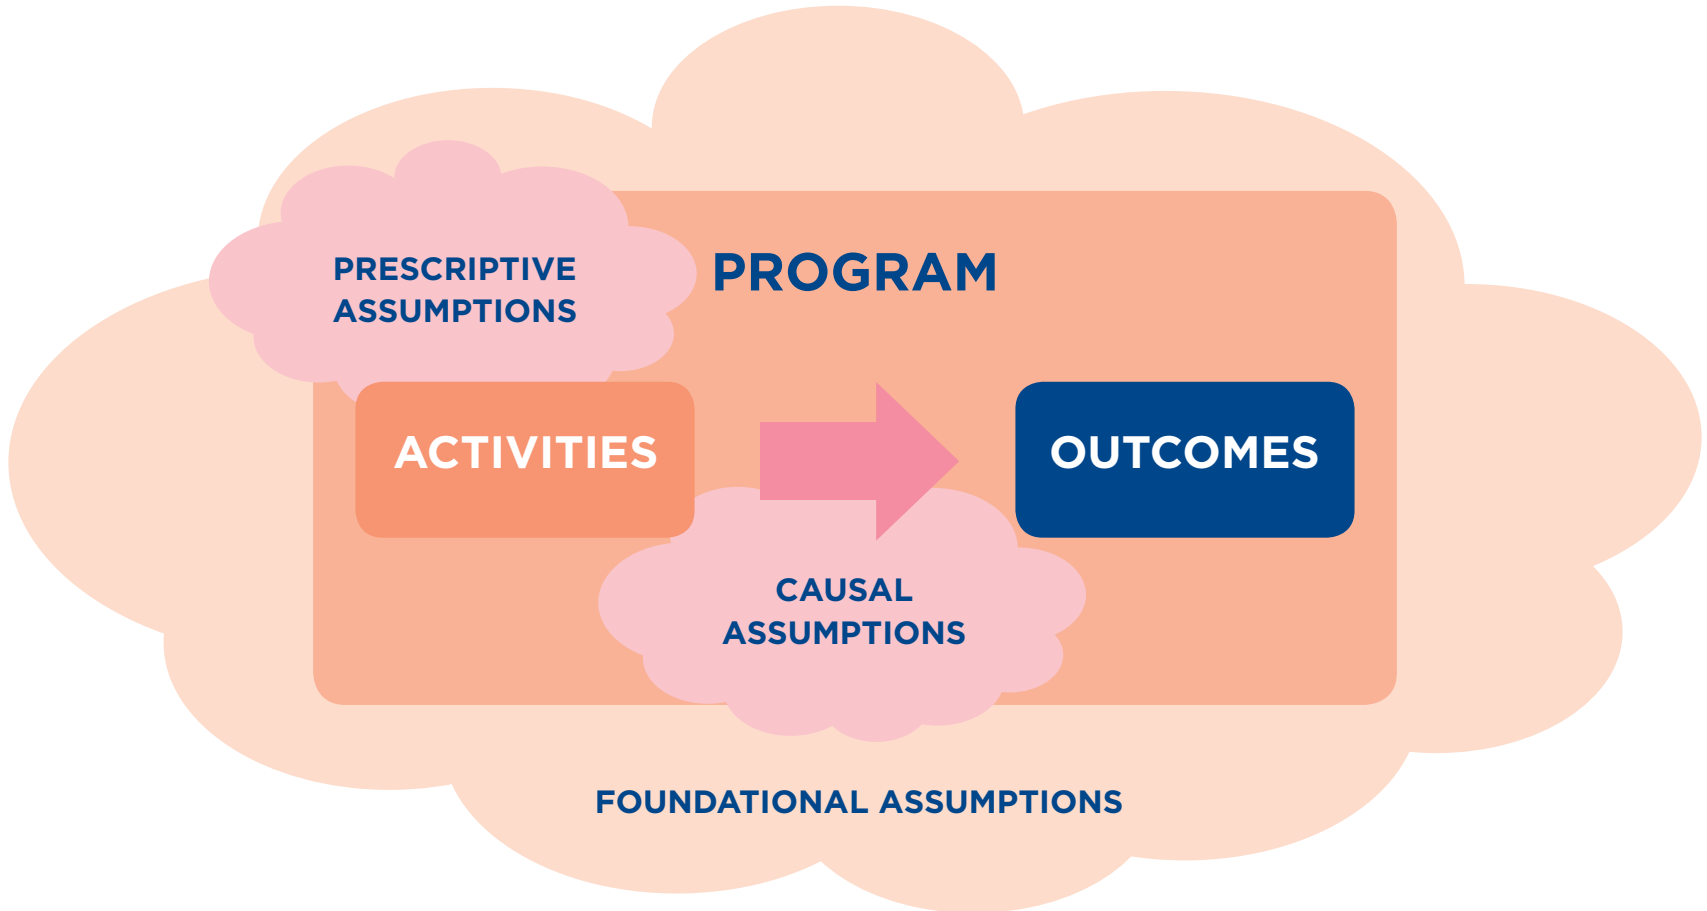 PRESCRIPTIVE
ASSUMPTIONS
PROGRAM
ACTIVITIES
OUTCOMES
CAUSAL
ASSUMPTIONS
FOUNDATIONAL ASSUMPTIONS